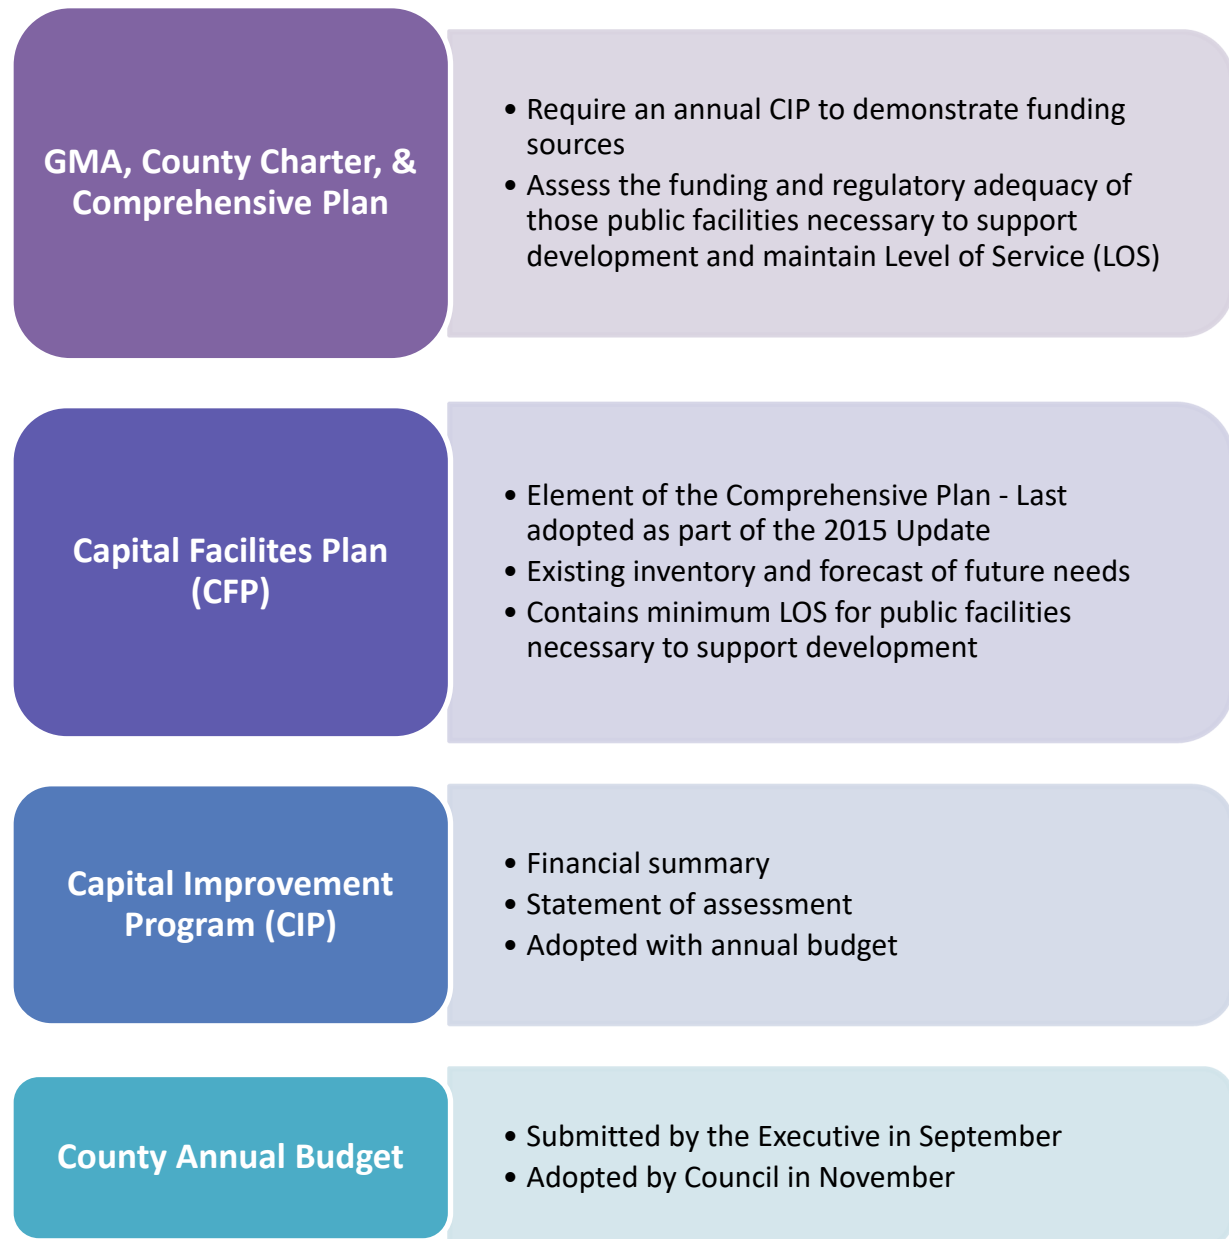 GMA, County Charter, &
Comprehensive Plan
• Require an annual CIP to demonstrate funding
sources
• Assess the funding and regulatory adequacy of
those public facilities necessary to support
development and maintain Level of Service (LOS)
Capital Facilites Plan
(CFP)
• Element of the Comprehensive Plan - Last
adopted as part of the 2015 Update
• Existing inventory and forecast of future needs
• Contains minimum LOS for public facilities
necessary to support development
Capital Improvement
Program (CIP)
• Financial summary
• Statement of assessment
• Adopted with annual budget
County Annual Budget
• Submitted by the Executive in September
• Adopted by Council in November